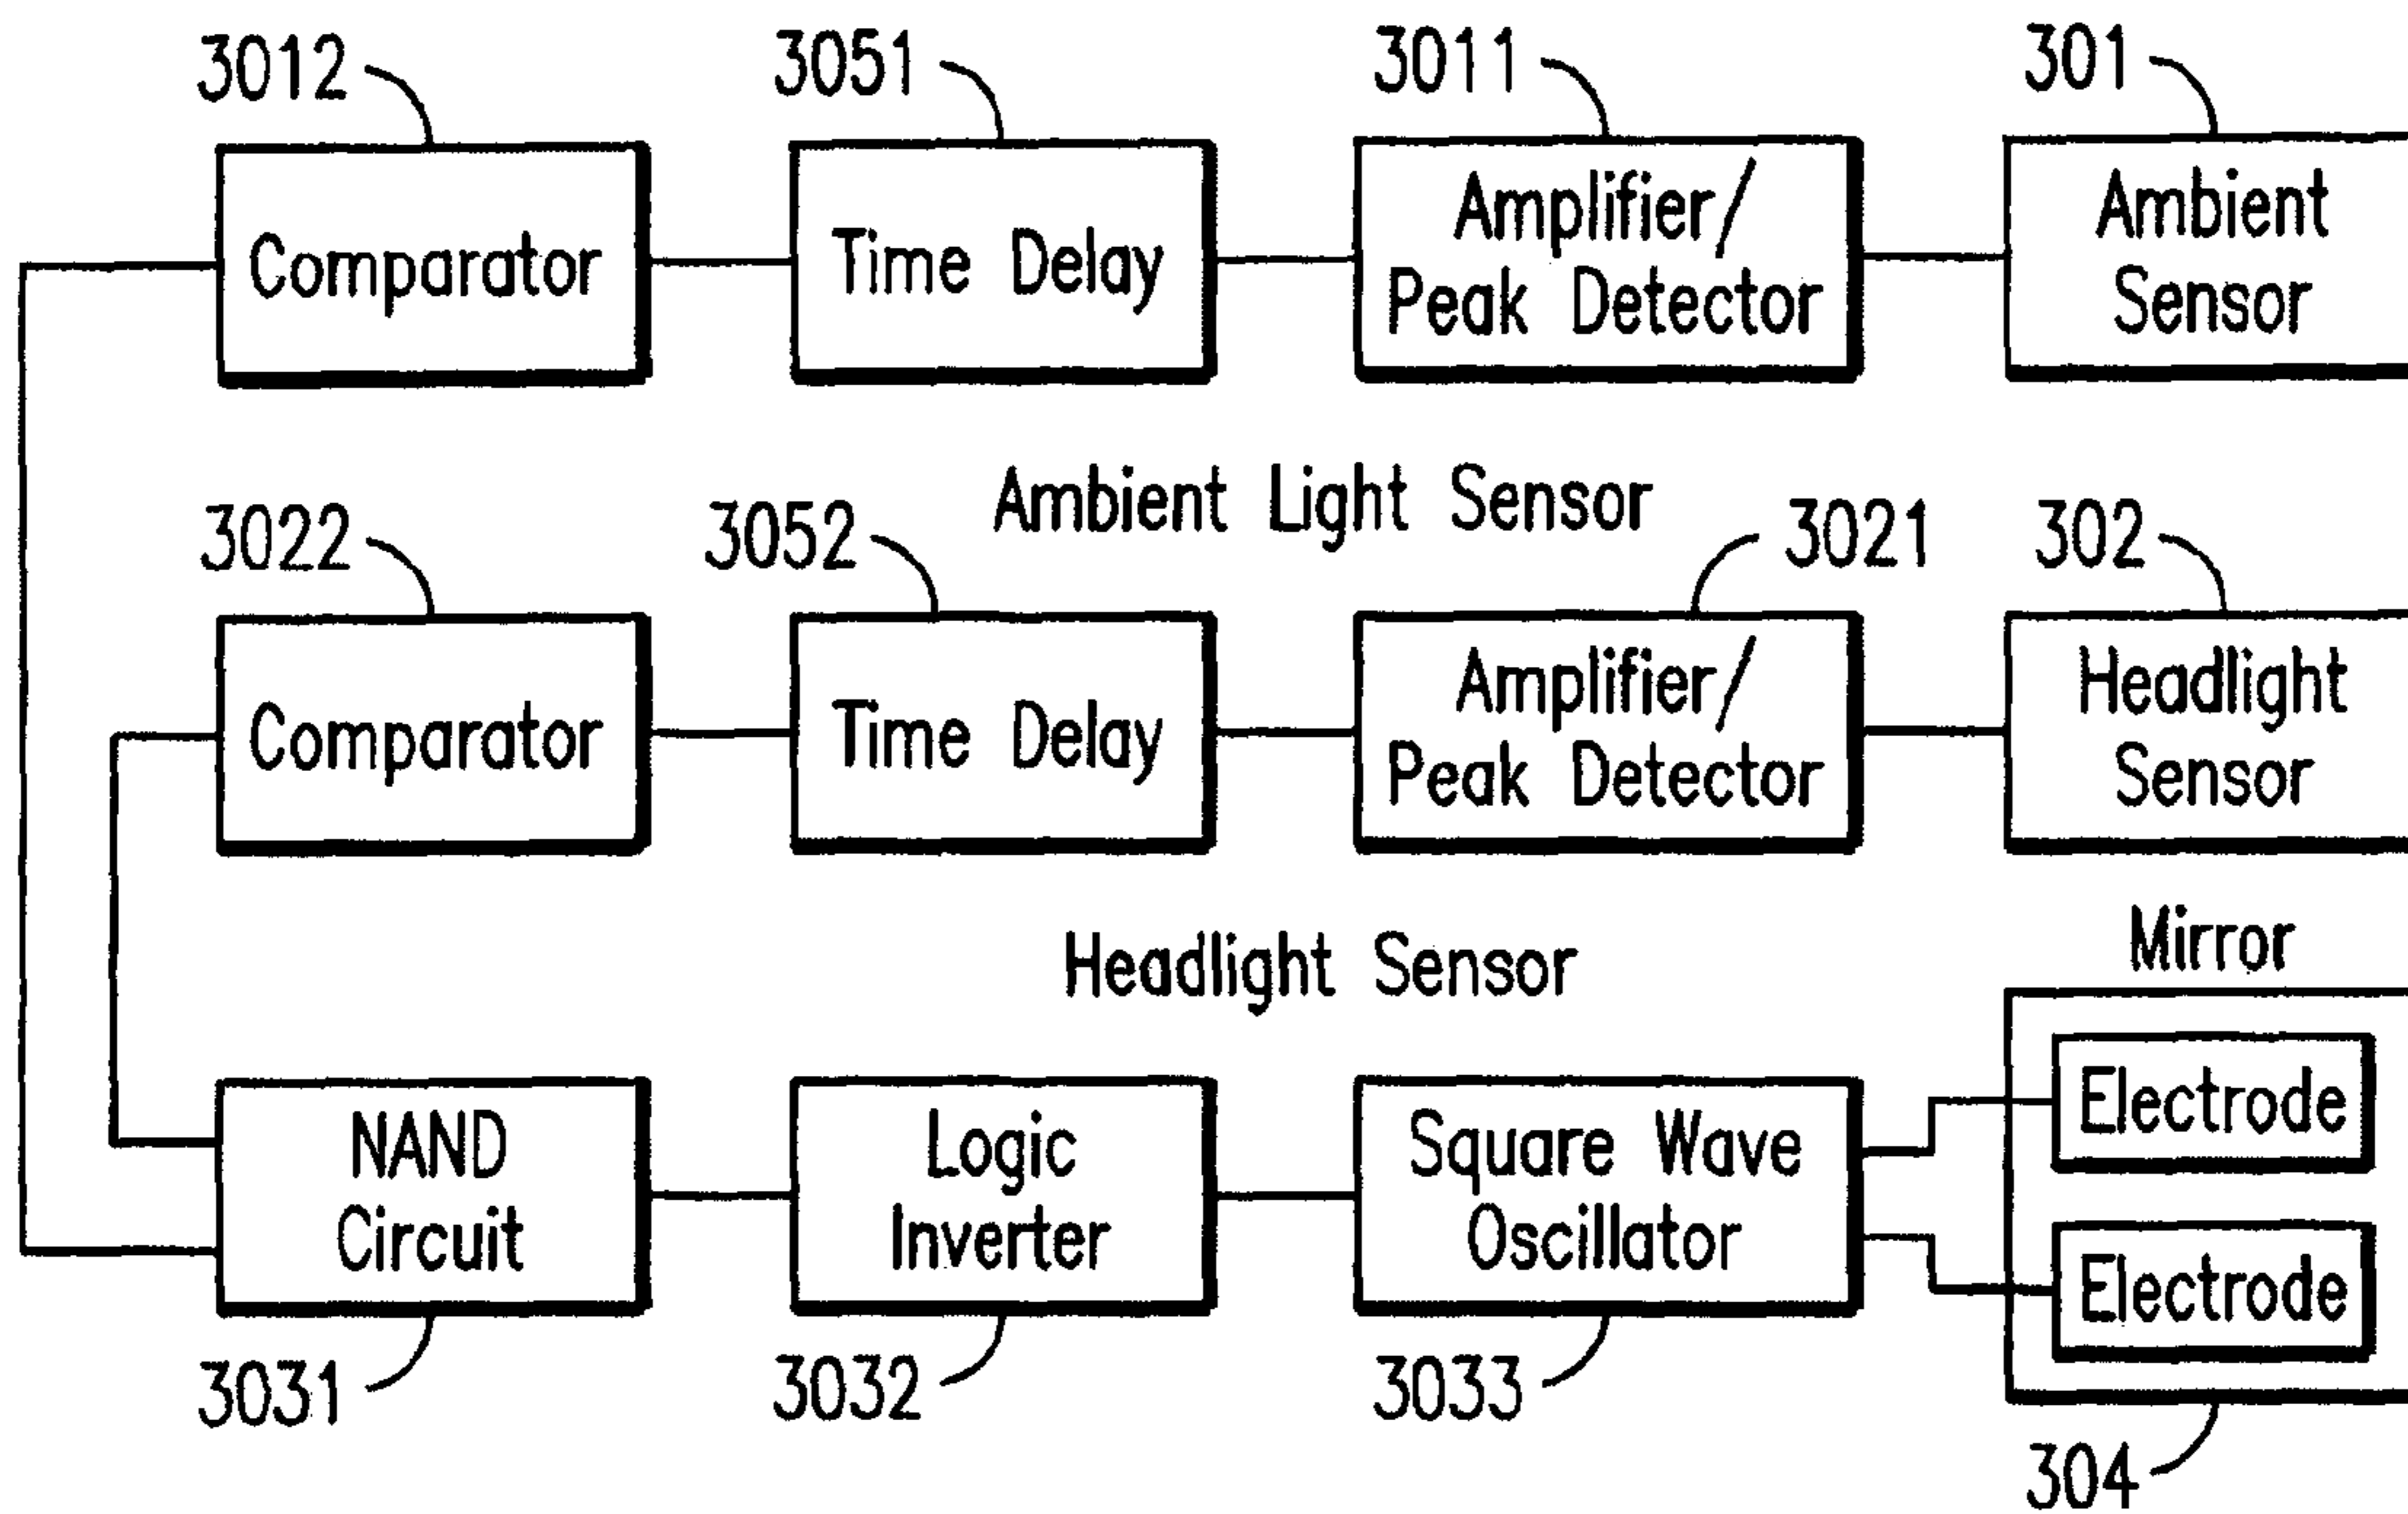 3012
3051
3011
301
Comparator
Time Delay
Amplifier/
Peak Detector
Ambient
Sensor
Ambient Light Sensor
3022
3052
3021
302
Comparator
Time Delay
Amplifier/
Peak Detector
Headlight
Sensor
Headlight Sensor
Mirror
NAND
Circuit
Logic
Inverter
Square Wave
Oscillator
Electrode
Electrode
3031
3032
3033
304